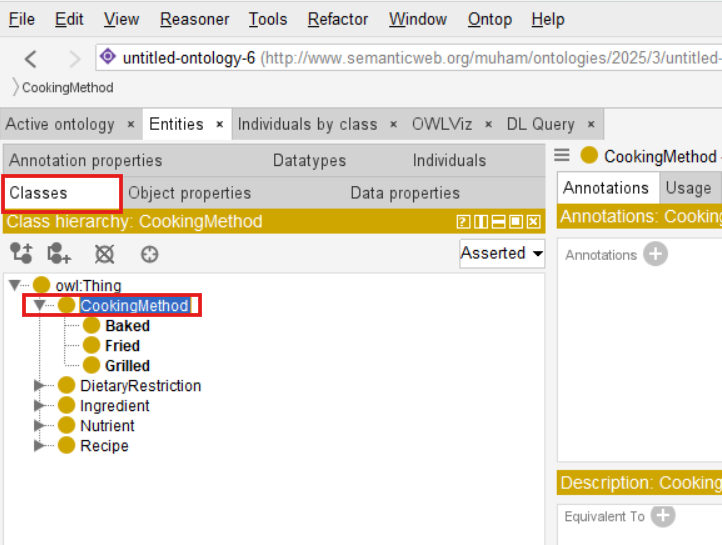 File Edit View Reasoner Tools Refactor Window Ontop Help
untitled-ontology-6 (http://www.semanticweb.org/muham/ontologies/2025/3/untitled-
CookingMethod
Active ontology × Entities × Individuals by class × OWLViz × DL Query ×
Annotation properties Datatypes Individuals
Classes Object properties Data properties
Class hierarchy: CookingMethod
Asserted
owl:Thing
CookingMethod
Baked
Fried
Grilled
DietaryRestriction
Ingredient
Nutrient
Recipe
CookingMethod
Annotations Usage
Annotations: Cooking
Annotations
Description: Cooking
Equivalent To